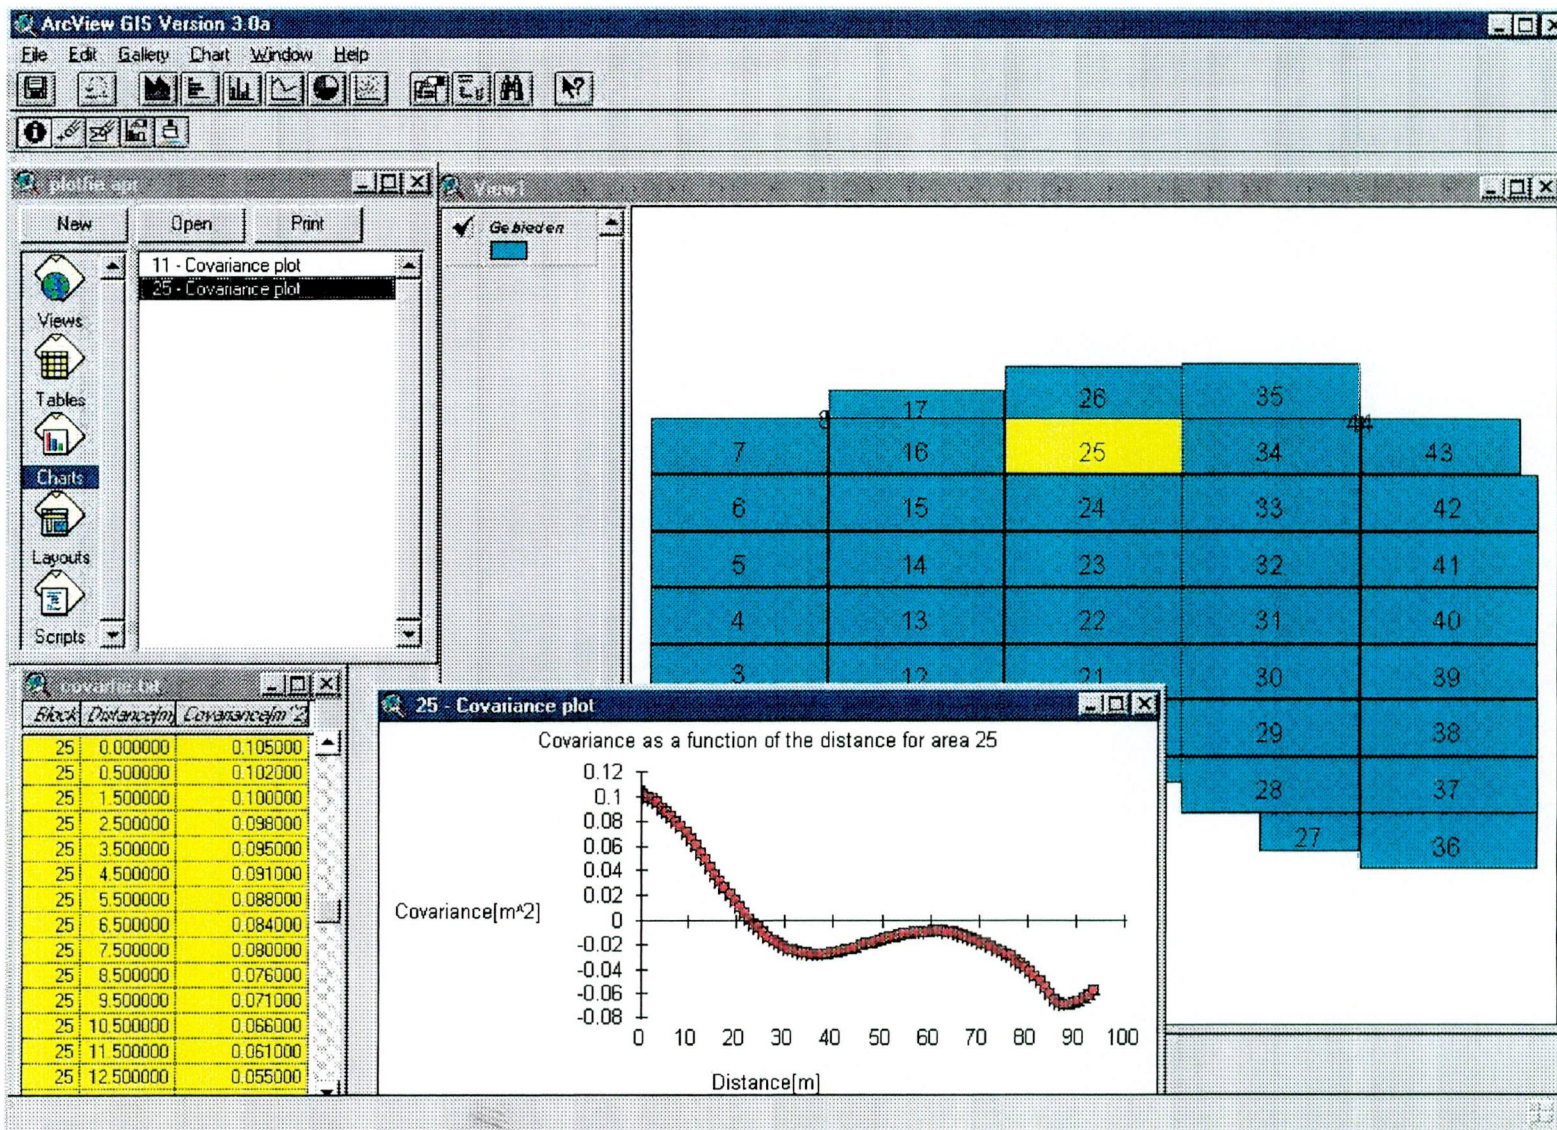 ArcView GIS Version 3.0a
File Edit Gallery Chart Window Help
plotfie.apr
New Open Print
11 - Covariance plot
25 - Covariance plot
Views
Tables
Charts
Layouts
Scripts
View1
Gebieden
17 26 35
8 44
7 16 25 34 43
6 15 24 33 42
5 14 23 32 41
4 13 22 31 40
3 12 21 30 39
29 38
28 37
27 36
covarfie.txt
Block Distance[m] Covariance[m^2]
25 0.000000 0.105000
25 0.500000 0.102000
25 1.500000 0.100000
25 2.500000 0.098000
25 3.500000 0.095000
25 4.500000 0.091000
25 5.500000 0.088000
25 6.500000 0.084000
25 7.500000 0.080000
25 8.500000 0.076000
25 9.500000 0.071000
25 10.500000 0.066000
25 11.500000 0.061000
25 12.500000 0.055000
25 - Covariance plot
Covariance as a function of the distance for area 25
0.12
0.1
0.08
0.06
0.04
0.02
0
-0.02
-0.04
-0.06
-0.08
Covariance[m^2]
0 10 20 30 40 50 60 70 80 90 100
Distance[m]